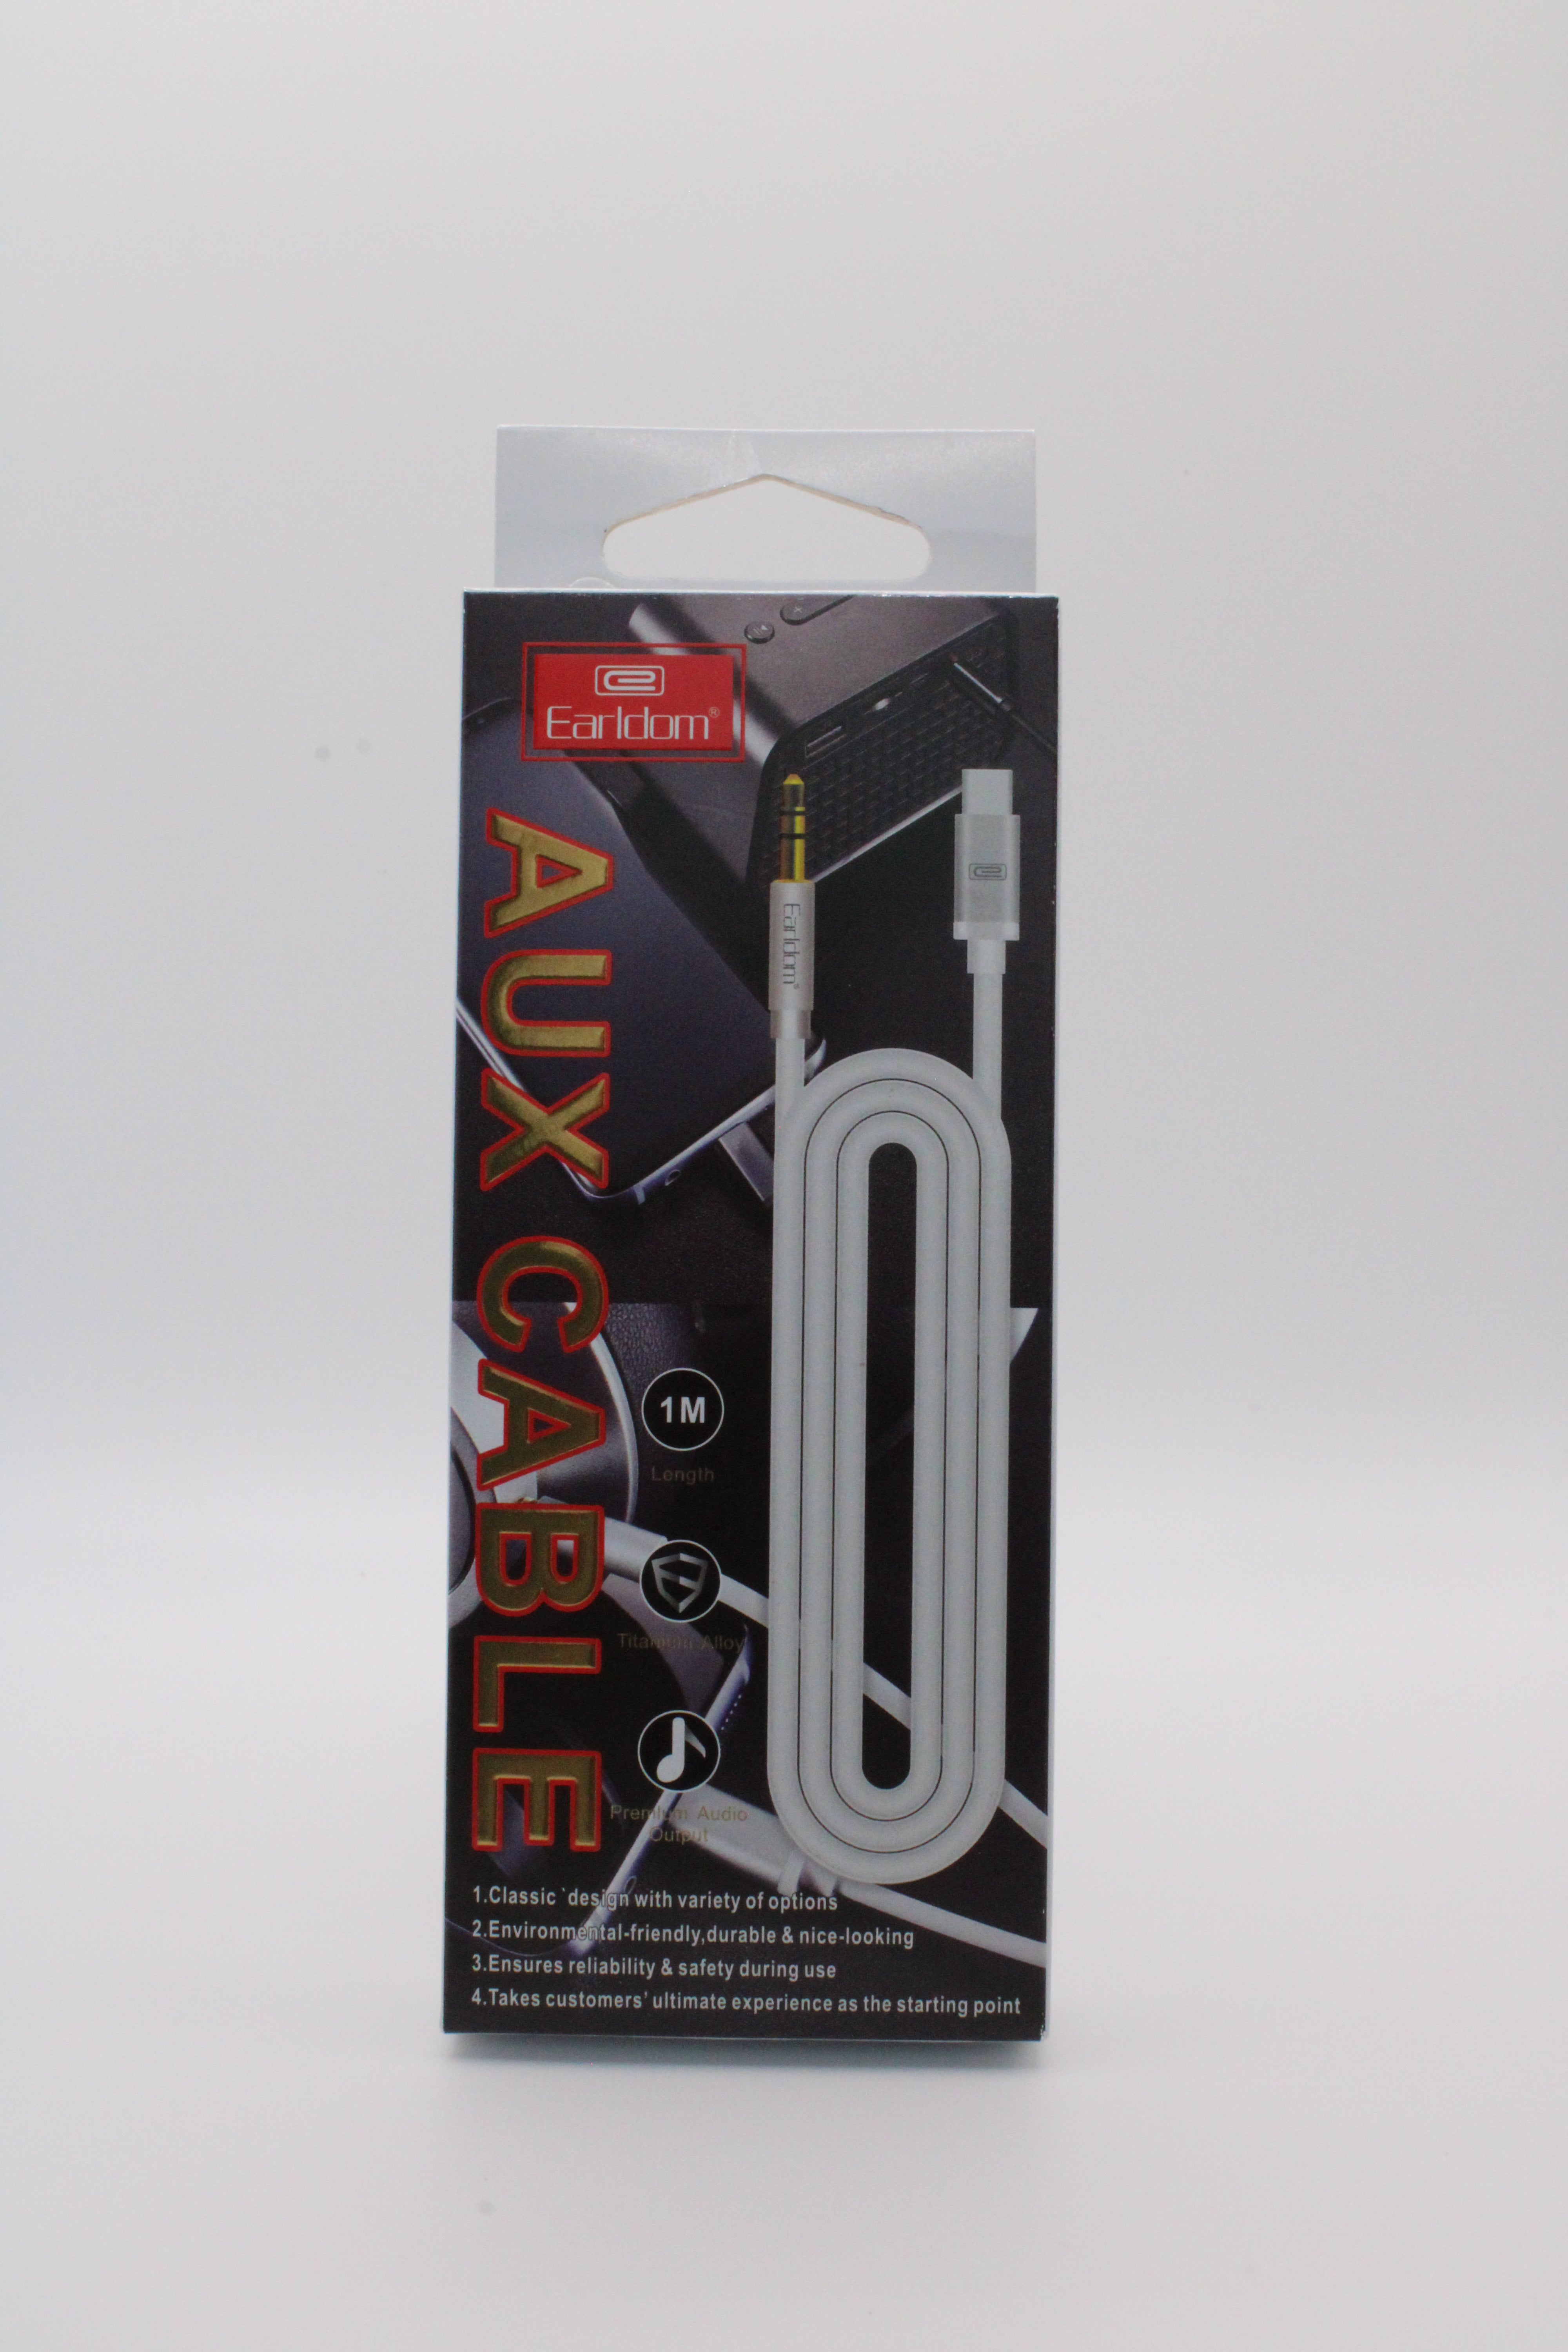 Earldom®
AUX CABLE
Earldom®
1M
Length
Titanium Alloy
Premium Audio
Output
1.Classic `design with variety of options
2.Environmental-friendly,durable & nice-looking
3.Ensures reliability & safety during use
4.Takes customers' ultimate experience as the starting point